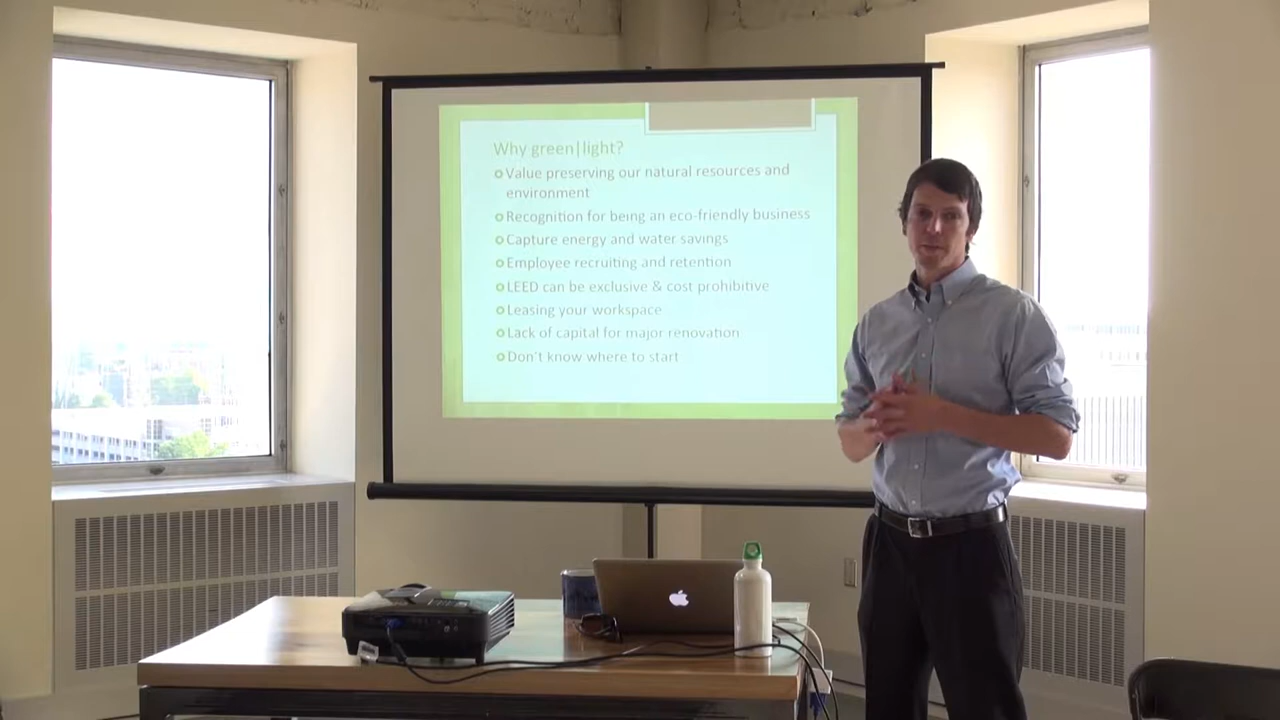 Why green|light?
Value preserving our natural resources and
environment
Recognition for being an eco-friendly business
Capture energy and water savings
Employee recruiting and retention
LEED can be exclusive & cost prohibitive
Leasing your workspace
Lack of capital for major renovation
Don't know where to start